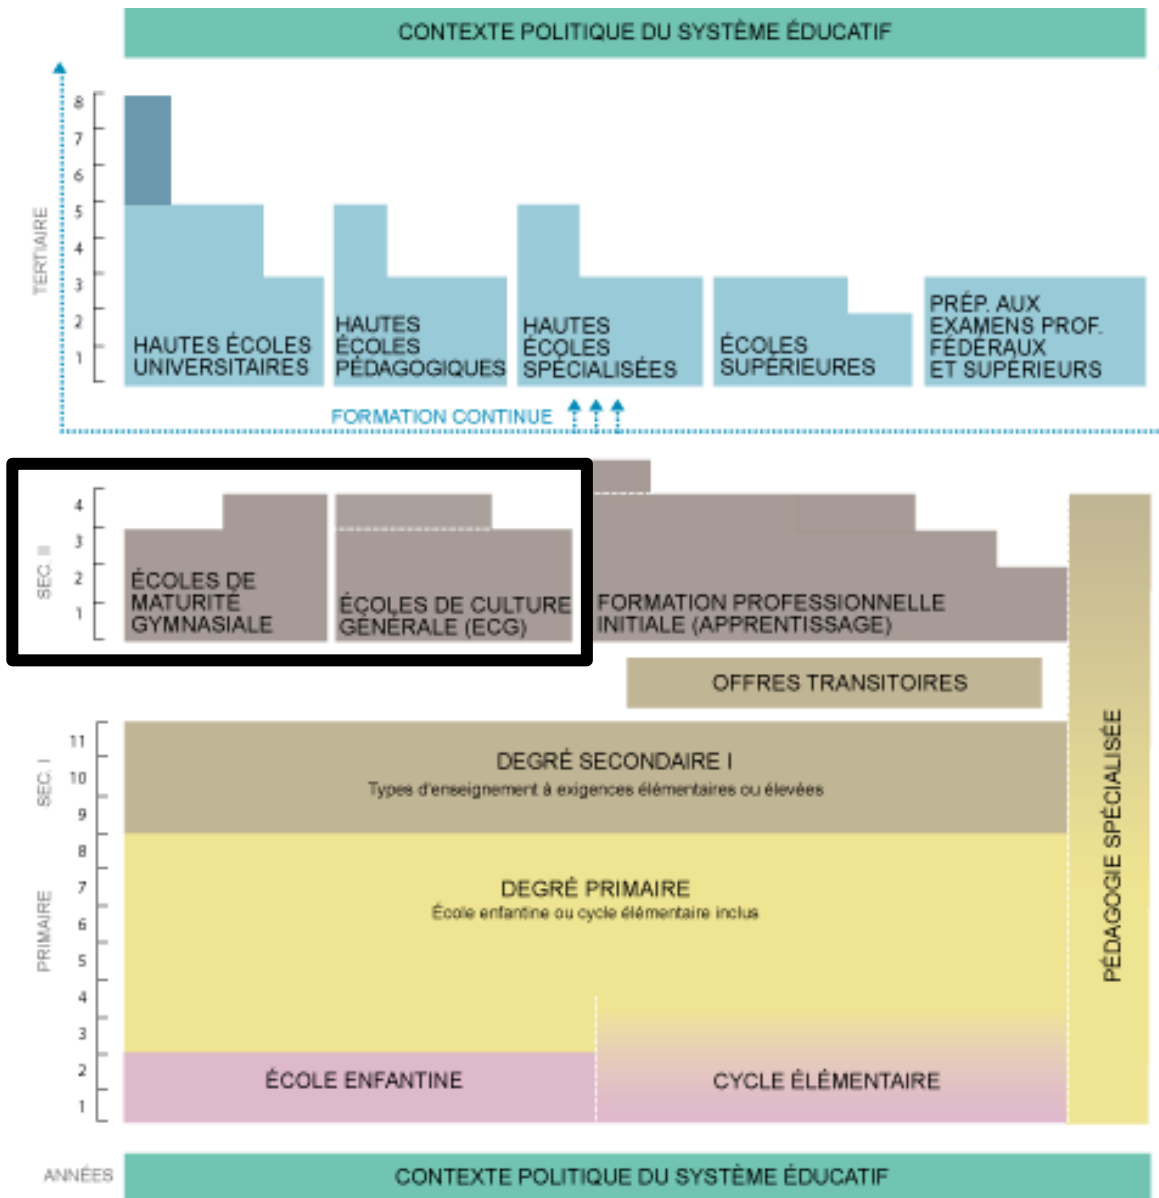 CONTEXTE POLITIQUE DU SYSTÈME ÉDUCATIF
TERTIAIRE
8
7
6
5
4
3
2
1
HAUTES ÉCOLES
UNIVERSITAIRES
HAUTES
ÉCOLES
PÉDAGOGIQUES
HAUTES
ÉCOLES
SPÉCIALISÉES
ÉCOLES
SUPÉRIEURES
PRÉP. AUX
EXAMENS PROF.
FÉDÉRAUX
ET SUPÉRIEURS
FORMATION CONTINUE
SEC. II
4
3
2
1
ÉCOLES DE
MATURITÉ
GYMNASIALE
ÉCOLES DE CULTURE
GÉNÉRALE (ECG)
FORMATION PROFESSIONNELLE
INITIALE (APPRENTISSAGE)
OFFRES TRANSITOIRES
SEC. I
11
10
9
DEGRÉ SECONDAIRE I
Types d'enseignement à exigences élémentaires ou élevées
PRIMAIRE
8
7
6
5
4
3
2
1
DEGRÉ PRIMAIRE
École enfantine ou cycle élémentaire inclus
ÉCOLE ENFANTINE
CYCLE ÉLÉMENTAIRE
PÉDAGOGIE SPÉCIALISÉE
ANNÉES
CONTEXTE POLITIQUE DU SYSTÈME ÉDUCATIF